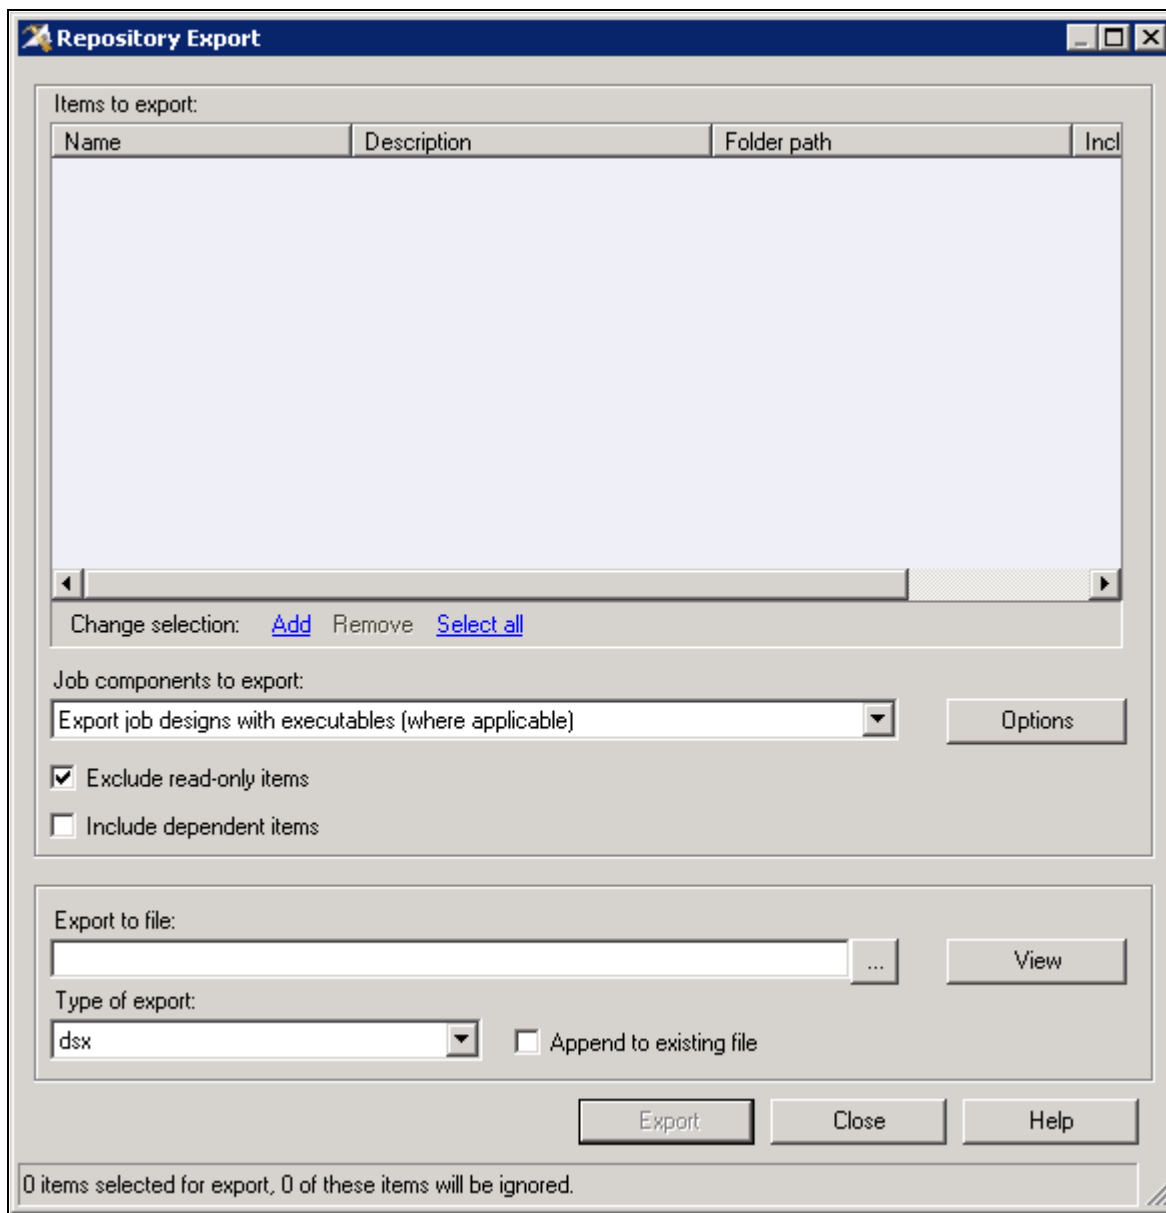 Repository Export
Items to export:
Name Description Folder path Incl
Change selection: Add Remove Select all
Job components to export:
Export job designs with executables (where applicable) Options
Exclude read-only items
Include dependent items
Export to file:
... View
Type of export:
dsx Append to existing file
Export Close Help
0 items selected for export, 0 of these items will be ignored.